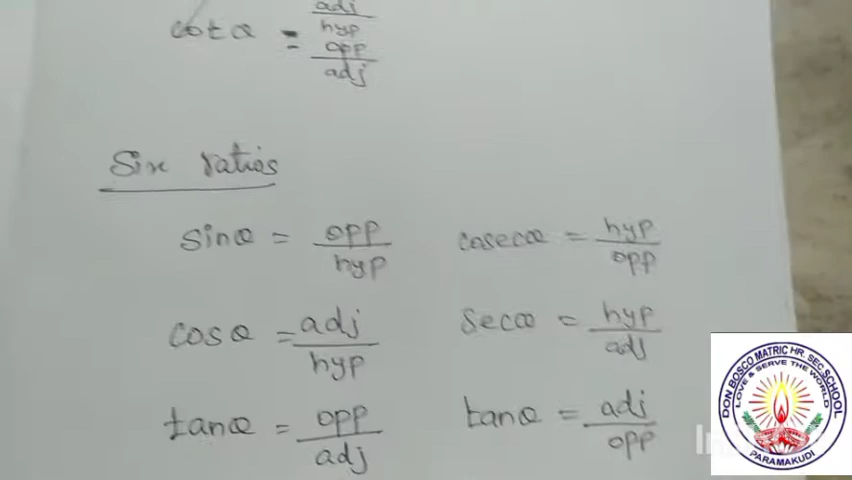 cot θ = adj/hyp
opp/adj
Six ratios
sinθ = opp/hyp cosecθ = hyp/opp
cosθ = adj/hyp secθ = hyp/adj
tanθ = opp/adj tanθ = adj/opp
DON BOSCO MATRIC HR. SEC. SCHOOL
LOVE & SERVE THE WORLD
PARAMAKUDI